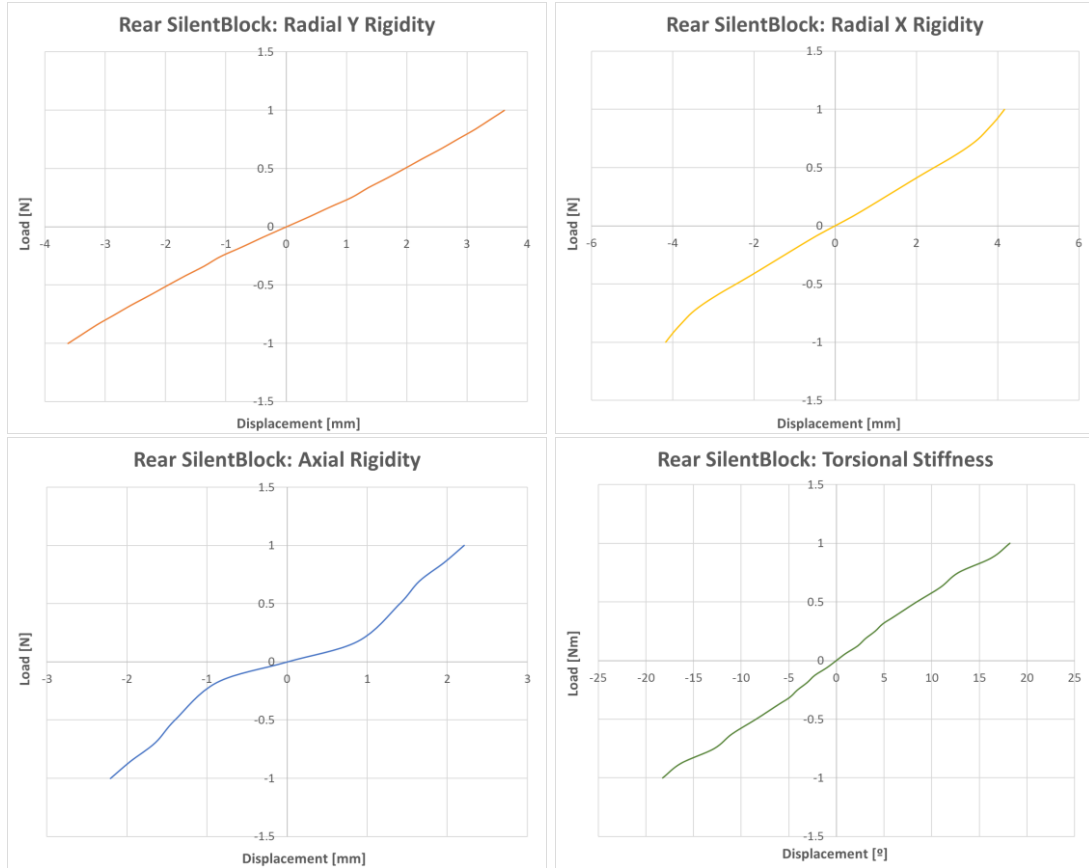 Rear SilentBlock: Radial Y Rigidity
1.5
1
0.5
0
-4 -3 -2 -1 0 1 2 3 4
-0.5
-1
-1.5
Load [N]
Displacement [mm]
Rear SilentBlock: Radial X Rigidity
1.5
1
0.5
0
-6 -4 -2 0 2 4 6
-0.5
-1
-1.5
Load [N]
Displacement [mm]
Rear SilentBlock: Axial Rigidity
1.5
1
0.5
0
-3 -2 -1 0 1 2 3
-0.5
-1
-1.5
Load [N]
Displacement [mm]
Rear SilentBlock: Torsional Stiffness
1.5
1
0.5
0
-25 -20 -15 -10 -5 0 5 10 15 20 25
-0.5
-1
-1.5
Load [Nm]
Displacement [º]